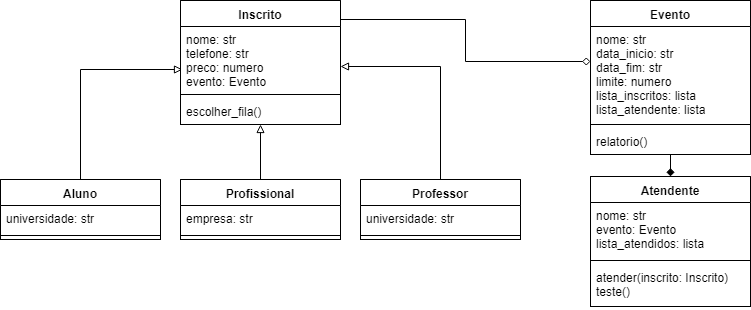 Inscrito
nome: str
telefone: str
preco: numero
evento: Evento
escolher_fila()
Evento
nome: str
data_inicio: str
data_fim: str
limite: numero
lista_inscritos: lista
lista_atendente: lista
relatorio()
Aluno
universidade: str
Profissional
empresa: str
Professor
universidade: str
Atendente
nome: str
evento: Evento
lista_atendidos: lista
atender(inscrito: Inscrito)
teste()